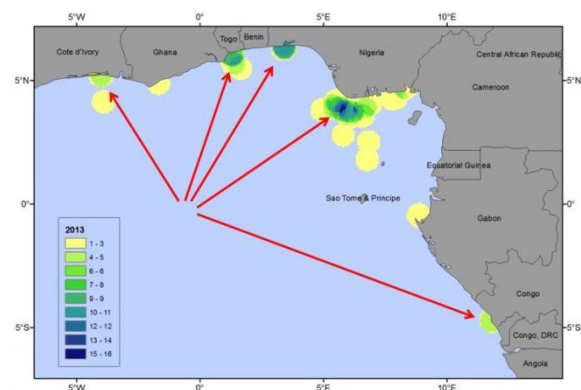 5°W 0° 5°E 10°E
Togo Benin
Cote d'Ivory Ghana Nigeria
Central African Republic
5°N 5°N
Cameroon
Equatorial Guinea
Sao Tome & Principe
0° 0°
Gabon
2013
1 - 3
4 - 5
6 - 6
7 - 8
9 - 9
10 - 11
12 - 12
13 - 14
15 - 16
Congo
5°S 5°S
Congo, DRC
Angola
5°W 0° 5°E 10°E